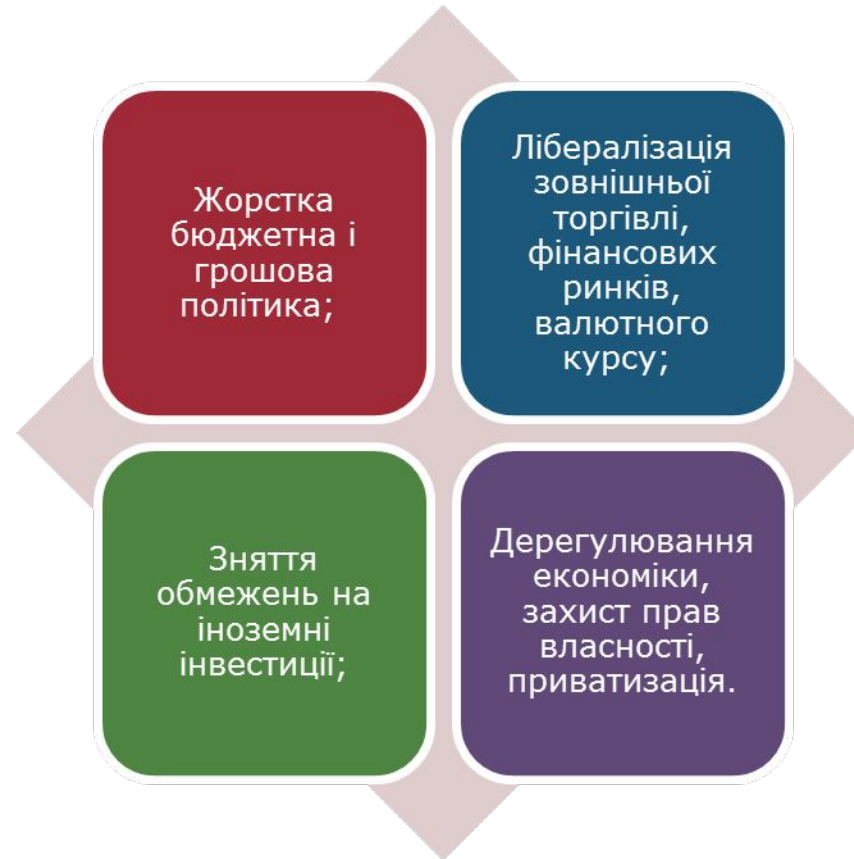 Жорстка
бюджетна і
грошова
політика;
Лібералізація
зовнішньої
торгівлі,
фінансових
ринків,
валютного
курсу;
Зняття
обмежень на
іноземні
інвестиції;
Дерегулювання
економіки,
захист прав
власності,
приватизація.